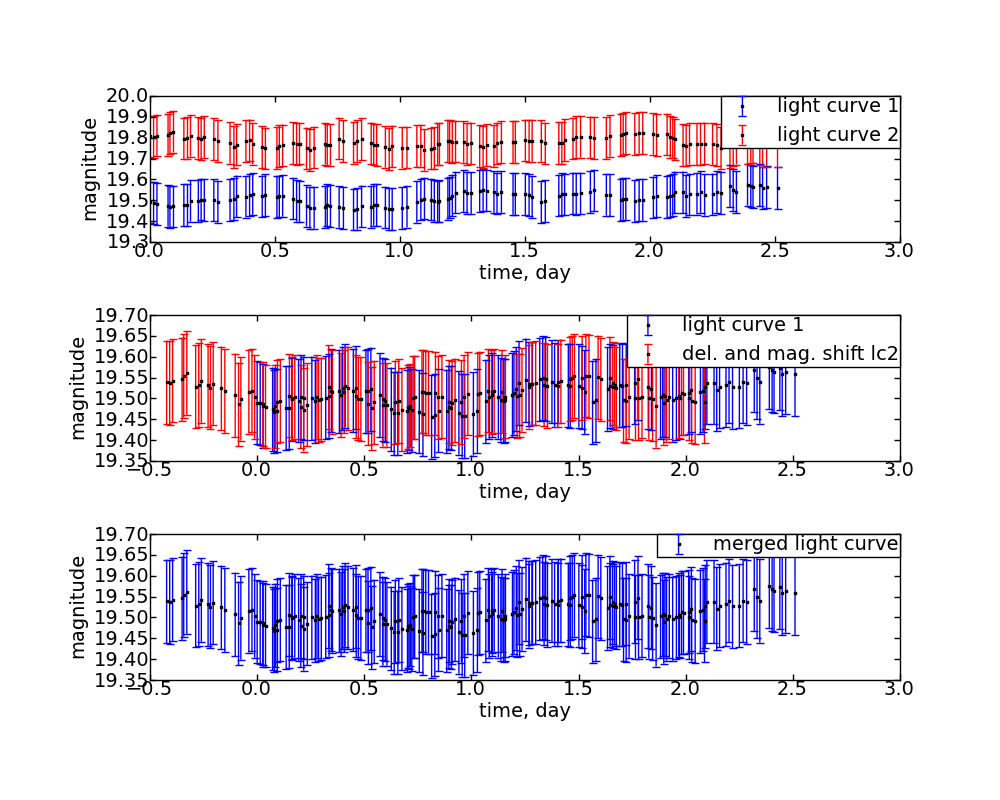 20.0
19.9
19.8
19.7
19.6
19.5
19.4
19.3
magnitude
light curve 1
light curve 2
0.0 0.5 1.0 1.5 2.0 2.5 3.0
time, day
19.70
19.65
19.60
19.55
19.50
19.45
19.40
19.35
magnitude
light curve 1
del. and mag. shift lc2
−0.5 0.0 0.5 1.0 1.5 2.0 2.5 3.0
time, day
19.70
19.65
19.60
19.55
19.50
19.45
19.40
19.35
magnitude
merged light curve
−0.5 0.0 0.5 1.0 1.5 2.0 2.5 3.0
time, day